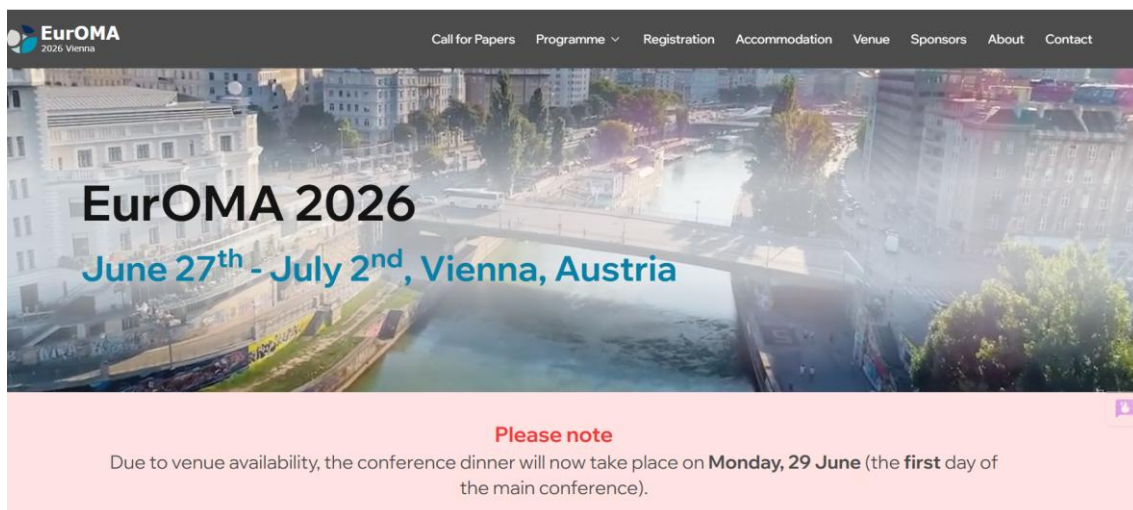 EurOMA
2026 Vienna
Call for Papers Programme Registration Accommodation Venue Sponsors About Contact
EurOMA 2026
June 27th - July 2nd, Vienna, Austria
Please note
Due to venue availability, the conference dinner will now take place on Monday, 29 June (the first day of
the main conference).